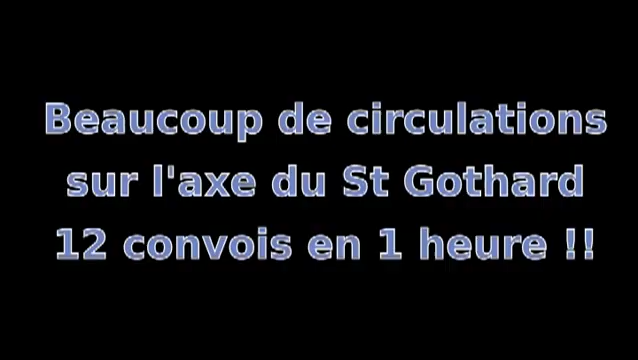 Beaucoup de circulations
sur l'axe du St Gothard
12 convois en 1 heure !!